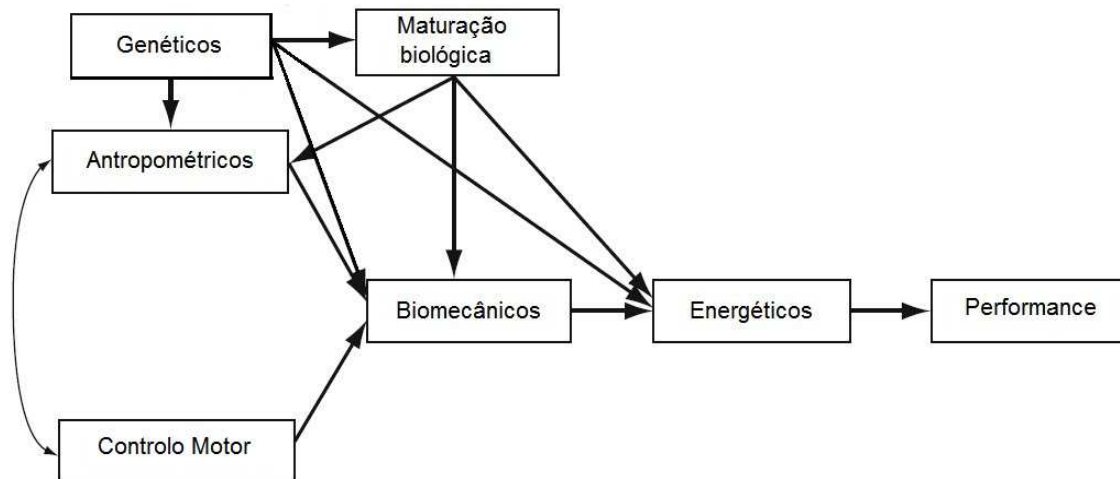 Genéticos
Maturação
biológica
Antropométricos
Biomecânicos
Energéticos
Performance
Controlo Motor